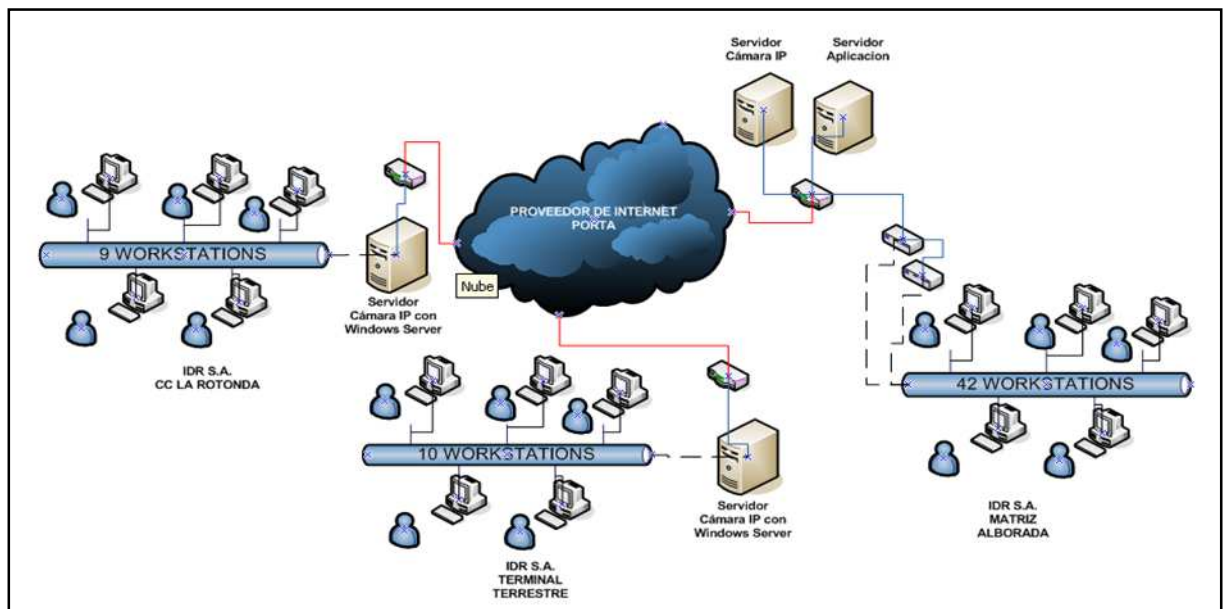 Servidor
Cámara IP
Servidor
Aplicacion
PROVEEDOR DE INTERNET
PORTA
Nube
9 WORKSTATIONS
Servidor
Cámara IP con
Windows Server
IDR S.A.
CC LA ROTONDA
42 WORKSTATIONS
10 WORKSTATIONS
Servidor
Cámara IP con
Windows Server
IDR S.A.
MATRIZ
ALBORADA
IDR S.A.
TERMINAL
TERRESTRE